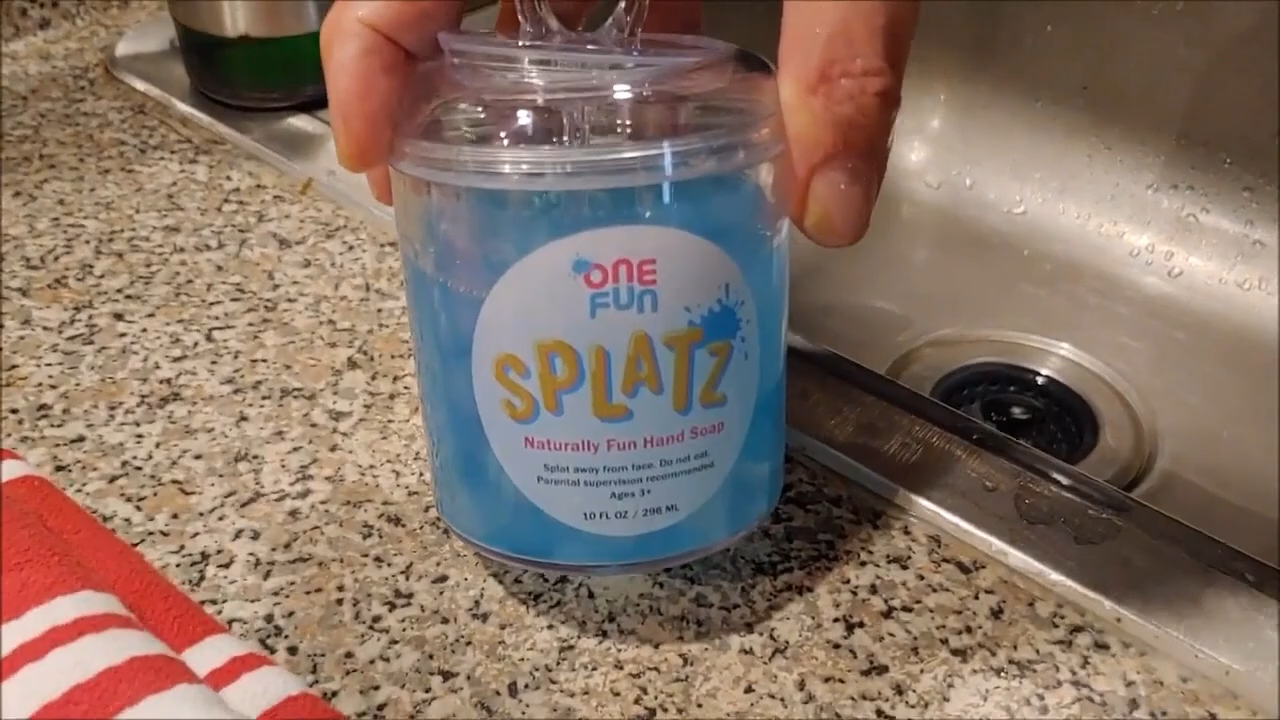 ONE
FUN
SPLATZ
Naturally Fun Hand Soap
Splat away from face. Do not eat.
Parental supervision recommended.
Ages 3+
10 FL OZ / 296 ML